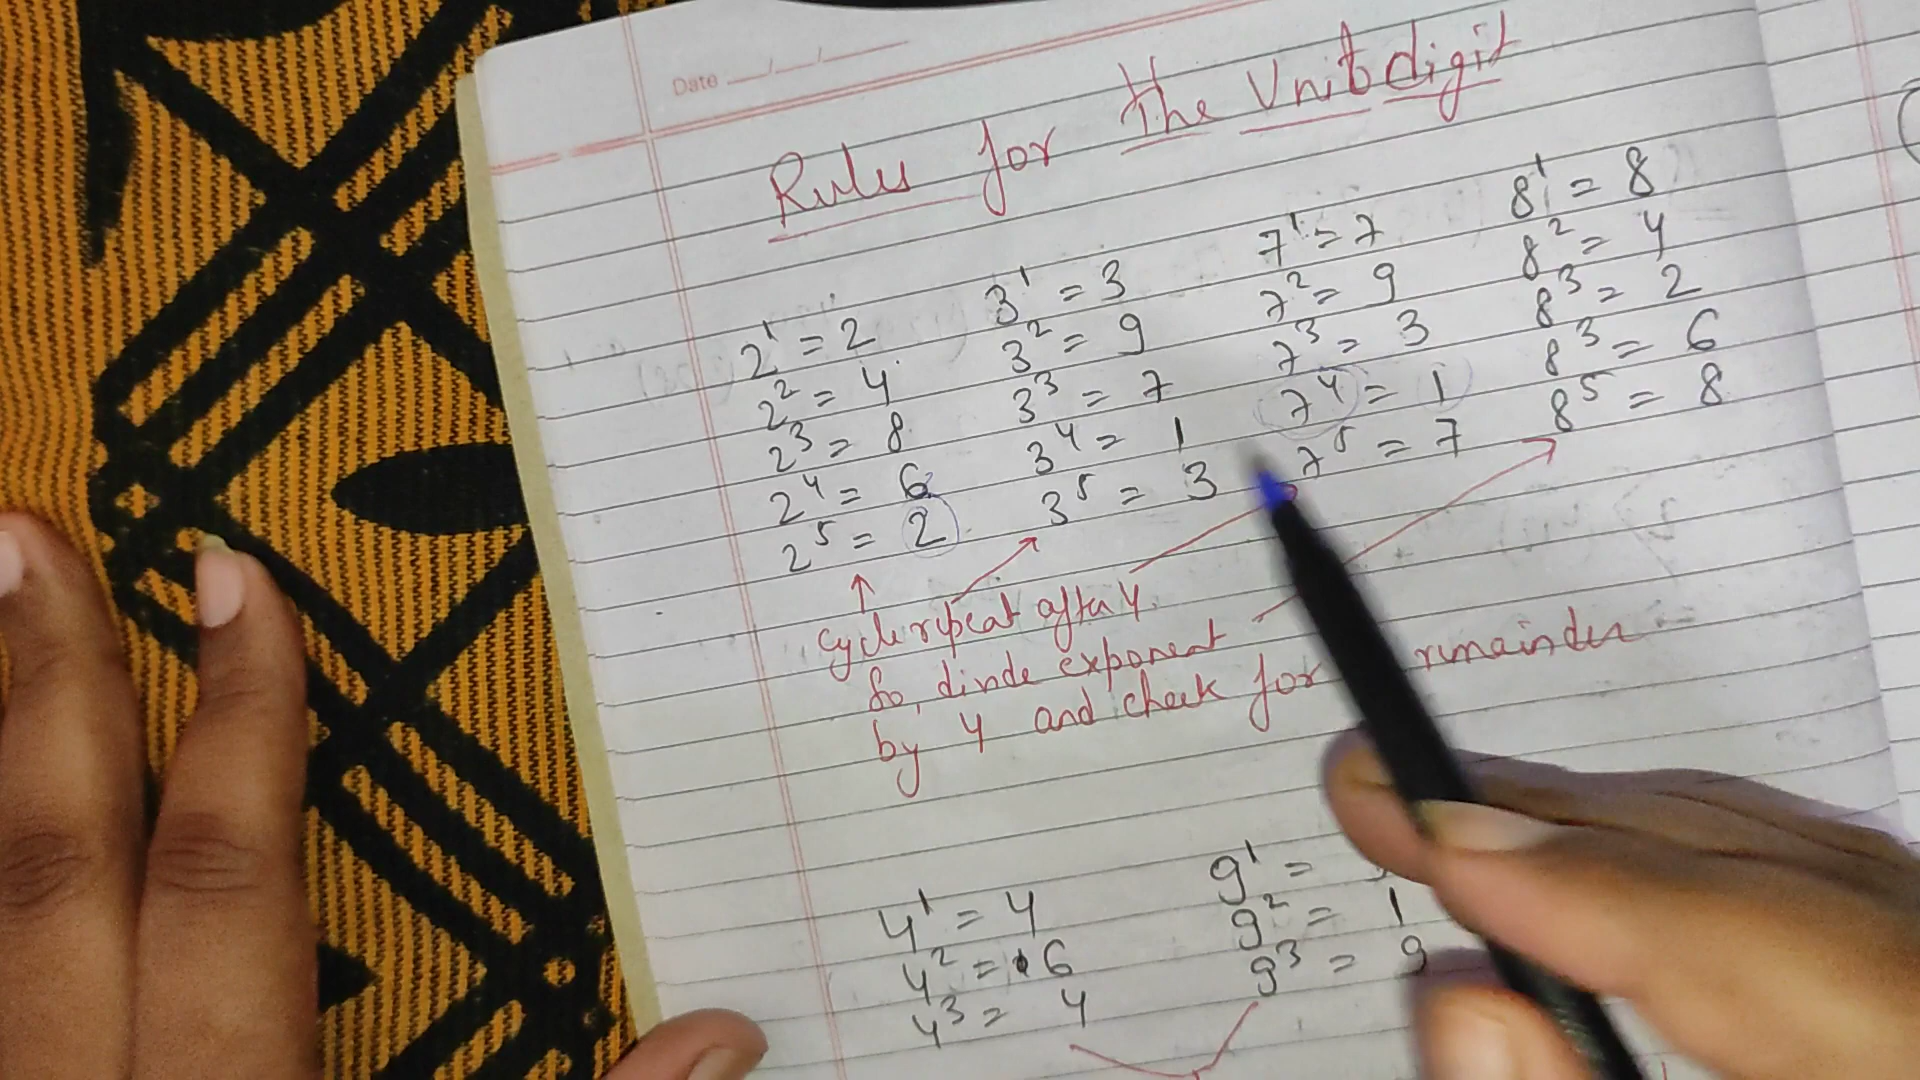 Date
Rules for the Unit digit
2¹ = 2
2² = 4
2³ = 8
2⁴ = 6
2⁵ = 2
3¹ = 3
3² = 9
3³ = 7
3⁴ = 1
3⁵ = 3
7¹ = 7
7² = 9
7³ = 3
7⁴ = 1
7⁵ = 7
8¹ = 8
8² = 4
8³ = 2
8³ = 6
8⁵ = 8
cycle repeat after 4.
So, divide exponent
by 4 and check for remainder
4¹ = 4
4² = 6
4³ = 4
9¹ =
9² = 1
9³ = 9